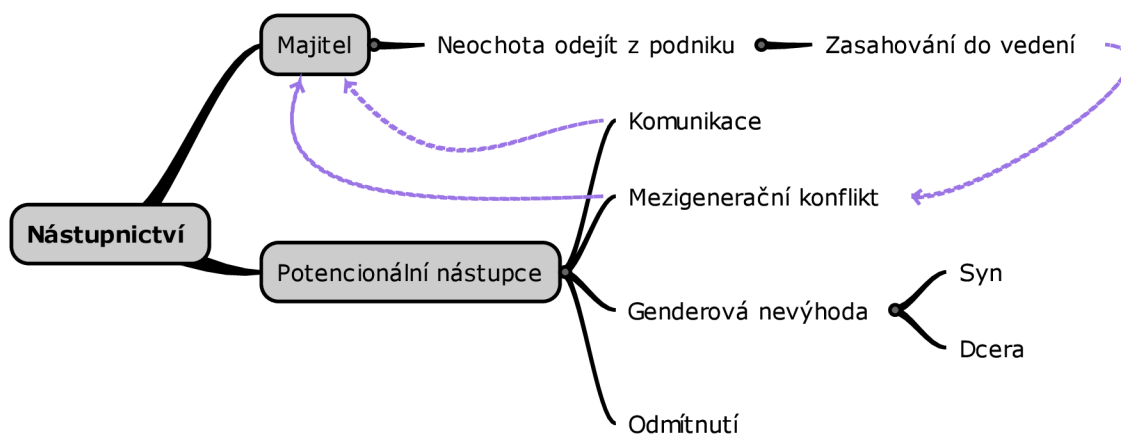 Majitel
Neochota odejít z podniku
Zasahování do vedení
Komunikace
Mezigenerační konflikt
Nástupnictví
Potencionální nástupce
Genderová nevýhoda
Syn
Dcera
Odmítnutí